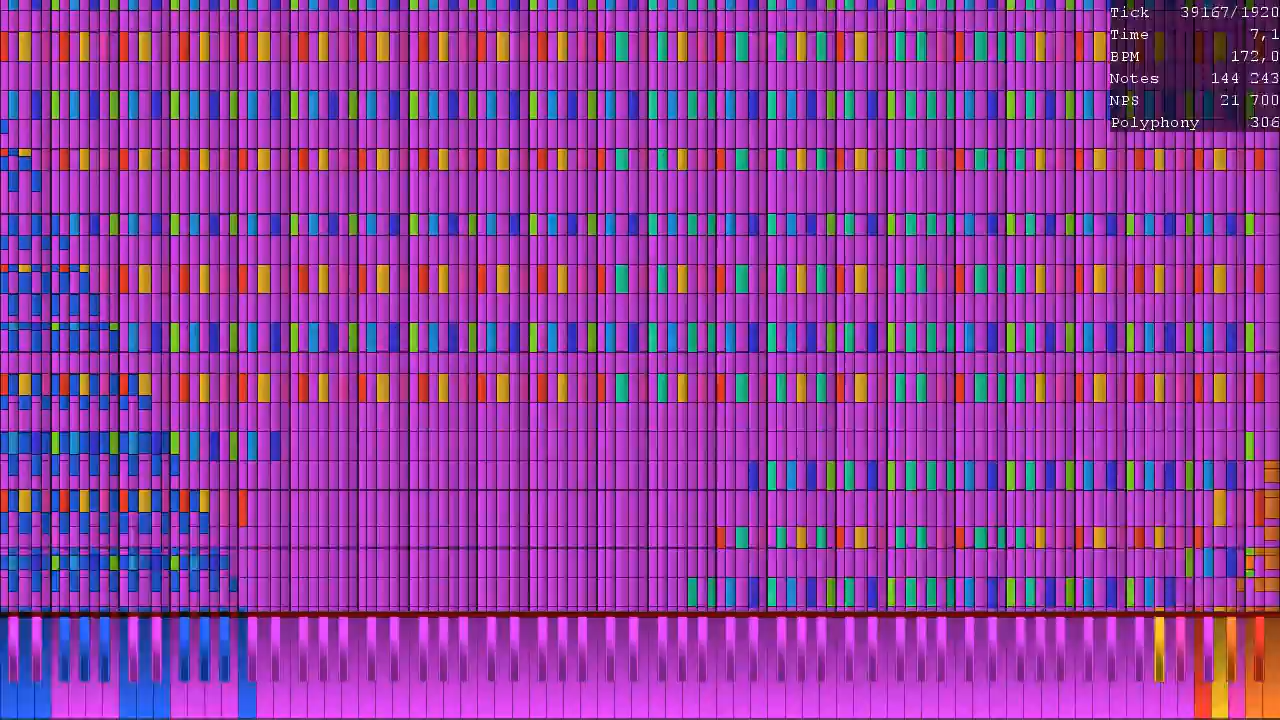 Tick 39167/1920
Time 7,1
BPM 172,0
Notes 144 243
NPS 21 700
Polyphony 306